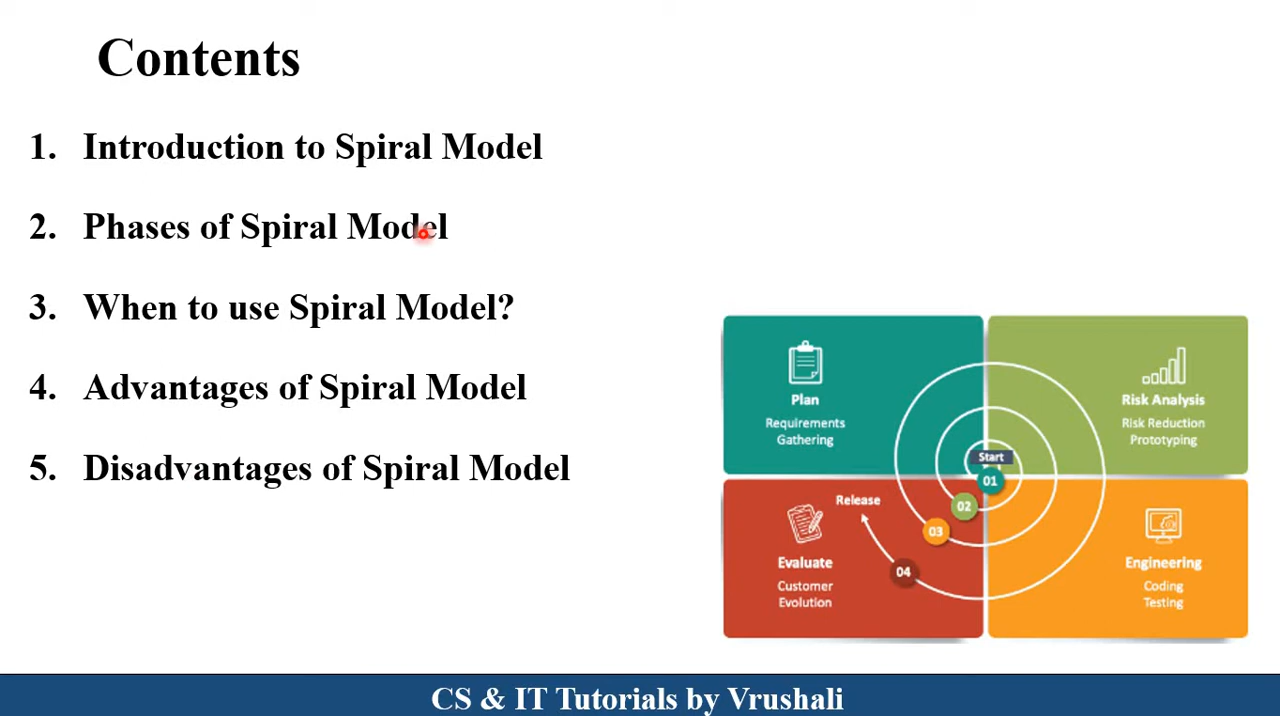 Contents
1. Introduction to Spiral Model
2. Phases of Spiral Model
3. When to use Spiral Model?
4. Advantages of Spiral Model
5. Disadvantages of Spiral Model
Plan
Requirements
Gathering
Risk Analysis
Risk Reduction
Prototyping
Start
01
02
03
04
Release
Evaluate
Customer
Evolution
Engineering
Coding
Testing
CS & IT Tutorials by Vrushali